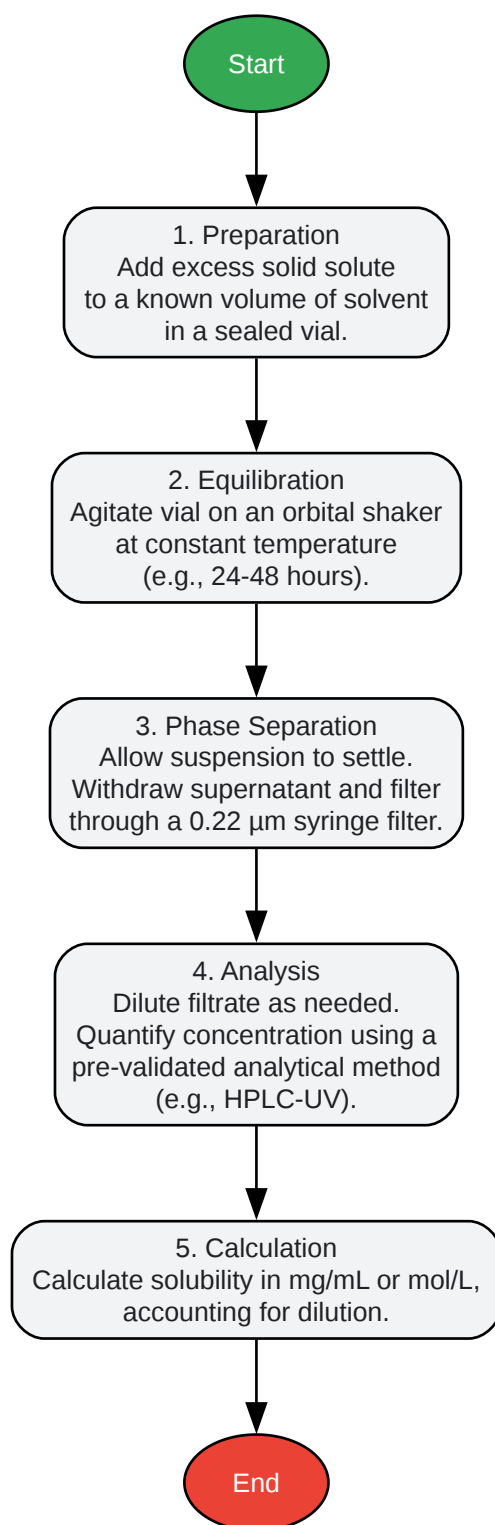 Start
1. Preparation
Add excess solid solute
to a known volume of solvent
in a sealed vial.
2. Equilibration
Agitate vial on an orbital shaker
at constant temperature
(e.g., 24-48 hours).
3. Phase Separation
Allow suspension to settle.
Withdraw supernatant and filter
through a 0.22 µm syringe filter.
4. Analysis
Dilute filtrate as needed.
Quantify concentration using a
pre-validated analytical method
(e.g., HPLC-UV).
5. Calculation
Calculate solubility in mg/mL or mol/L,
accounting for dilution.
End